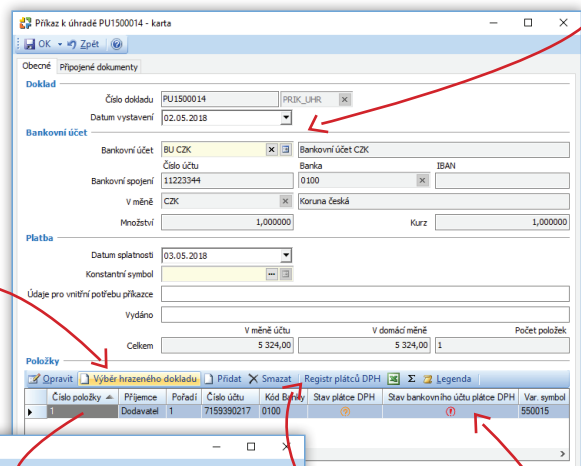 Příkaz k úhradě PU1500014 - karta
OK Zpět
Obecné Připojené dokumenty
Doklad
Číslo dokladu PU1500014 PRIK_UHR
Datum vystavení 02.05.2018
Bankovní účet
Bankovní účet BU CZK Bankovní účet CZK
Číslo účtu Banka IBAN
Bankovní spojení 11223344 0100
V měně CZK Koruna česká
Množství 1,000000 Kurz 1,000000
Platba
Datum splatnosti 03.05.2018
Konstantní symbol
Údaje pro vnitřní potřebu příkazce
Vydáno
V měně účtu V domácí měně Počet položek
Celkem 5 324,00 5 324,00 1
Položky
Opravit Výběr hrazeného dokladu Přidat Smazat Registr plátců DPH Σ Legenda
Číslo položky Příjemce Pořadí Číslo účtu Kód Banky Stav plátce DPH Stav bankovního účtu plátce DPH Var. symbol
1 Dodavatel 1 7159390217 0100 550015